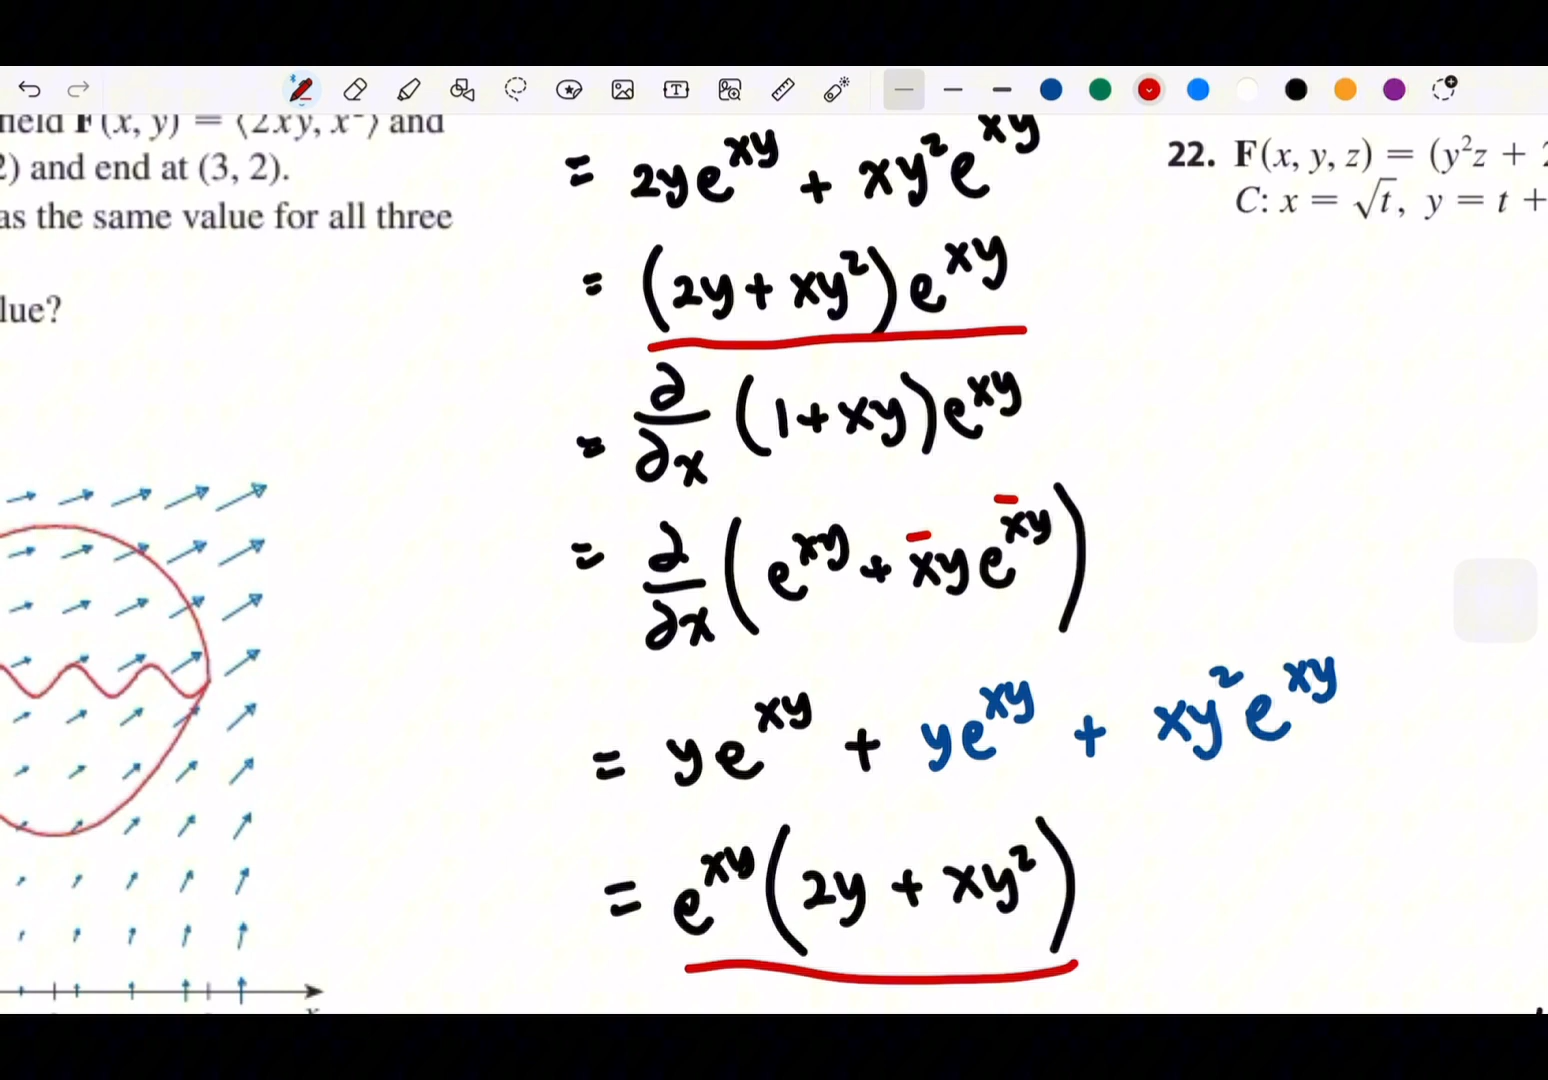 field F(x, y) = ⟨2xy, x²⟩ and
2) and end at (3, 2).
as the same value for all three
lue?
x
= 2ye^{xy} + xy²e^{xy}
= (2y + xy²)e^{xy}
= ∂/∂x (1 + xy)e^{xy}
= ∂/∂x (e^{xy} + xye^{xy})
= ye^{xy} + ye^{xy} + xy²e^{xy}
= e^{xy}(2y + xy²)
22. F(x, y, z) = (y²z + 2
C: x = √t, y = t +